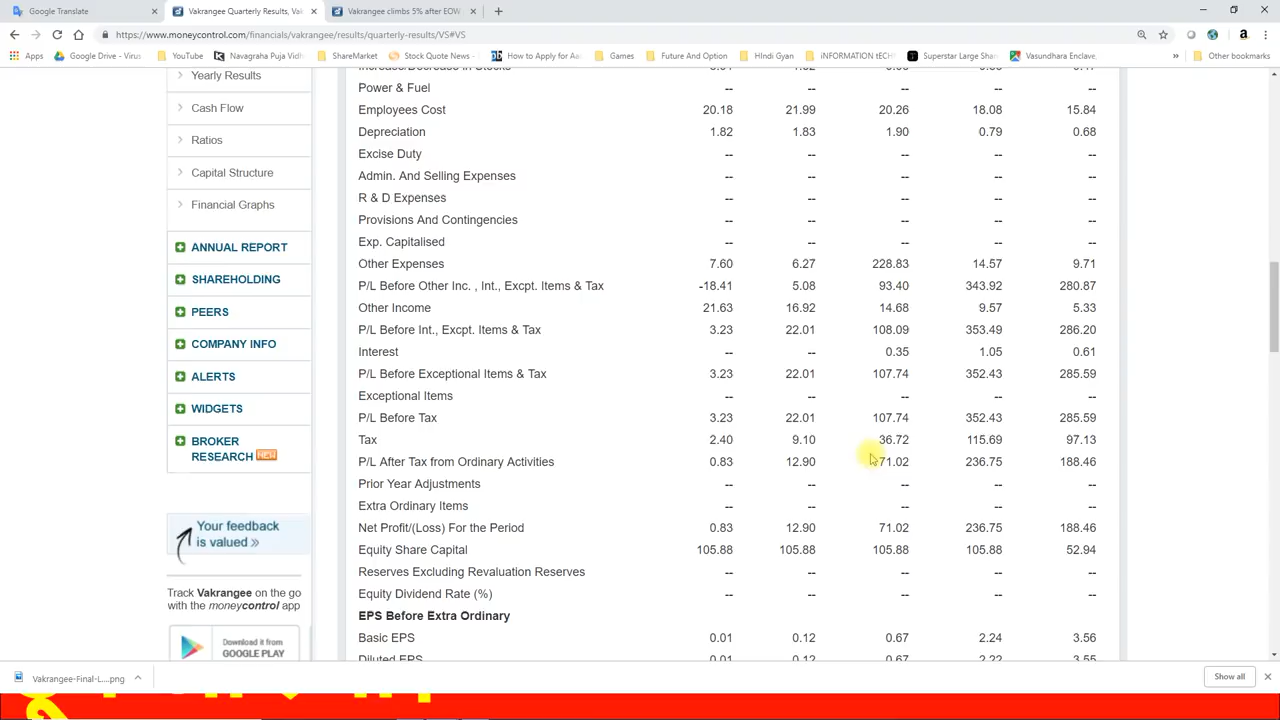 Google Translate
Vakrangee Quarterly Results, Vak
Vakrangee climbs 5% after EOW
https://www.moneycontrol.com/financials/vakrangee/results/quarterly-results/VS#VS
Apps Google Drive - Virus YouTube Navagraha Puja Vidh ShareMarket Stock Quote News - How to Apply for Aa Games Future And Option HIndi Gyan iNFORMATION tECH Superstar Large Shar Vasundhara Enclave. » Other bookmarks
Yearly Results
Cash Flow
Ratios
Capital Structure
Financial Graphs
ANNUAL REPORT
SHAREHOLDING
PEERS
COMPANY INFO
ALERTS
WIDGETS
BROKER
RESEARCH NEW
Your feedback
is valued »
Track Vakrangee on the go
with the moneycontrol app
Download it from
GOOGLE PLAY
Power & Fuel -- -- -- -- --
Employees Cost 20.18 21.99 20.26 18.08 15.84
Depreciation 1.82 1.83 1.90 0.79 0.68
Excise Duty -- -- -- -- --
Admin. And Selling Expenses -- -- -- -- --
R & D Expenses -- -- -- -- --
Provisions And Contingencies -- -- -- -- --
Exp. Capitalised -- -- -- -- --
Other Expenses 7.60 6.27 228.83 14.57 9.71
P/L Before Other Inc. , Int., Excpt. Items & Tax -18.41 5.08 93.40 343.92 280.87
Other Income 21.63 16.92 14.68 9.57 5.33
P/L Before Int., Excpt. Items & Tax 3.23 22.01 108.09 353.49 286.20
Interest -- -- 0.35 1.05 0.61
P/L Before Exceptional Items & Tax 3.23 22.01 107.74 352.43 285.59
Exceptional Items -- -- -- -- --
P/L Before Tax 3.23 22.01 107.74 352.43 285.59
Tax 2.40 9.10 36.72 115.69 97.13
P/L After Tax from Ordinary Activities 0.83 12.90 71.02 236.75 188.46
Prior Year Adjustments -- -- -- -- --
Extra Ordinary Items -- -- -- -- --
Net Profit/(Loss) For the Period 0.83 12.90 71.02 236.75 188.46
Equity Share Capital 105.88 105.88 105.88 105.88 52.94
Reserves Excluding Revaluation Reserves -- -- -- -- --
Equity Dividend Rate (%) -- -- -- -- --
EPS Before Extra Ordinary
Basic EPS 0.01 0.12 0.67 2.24 3.56
Diluted EPS 0.01 0.12 0.67 2.22 3.55
Vakrangee-Final-L....png
Show all